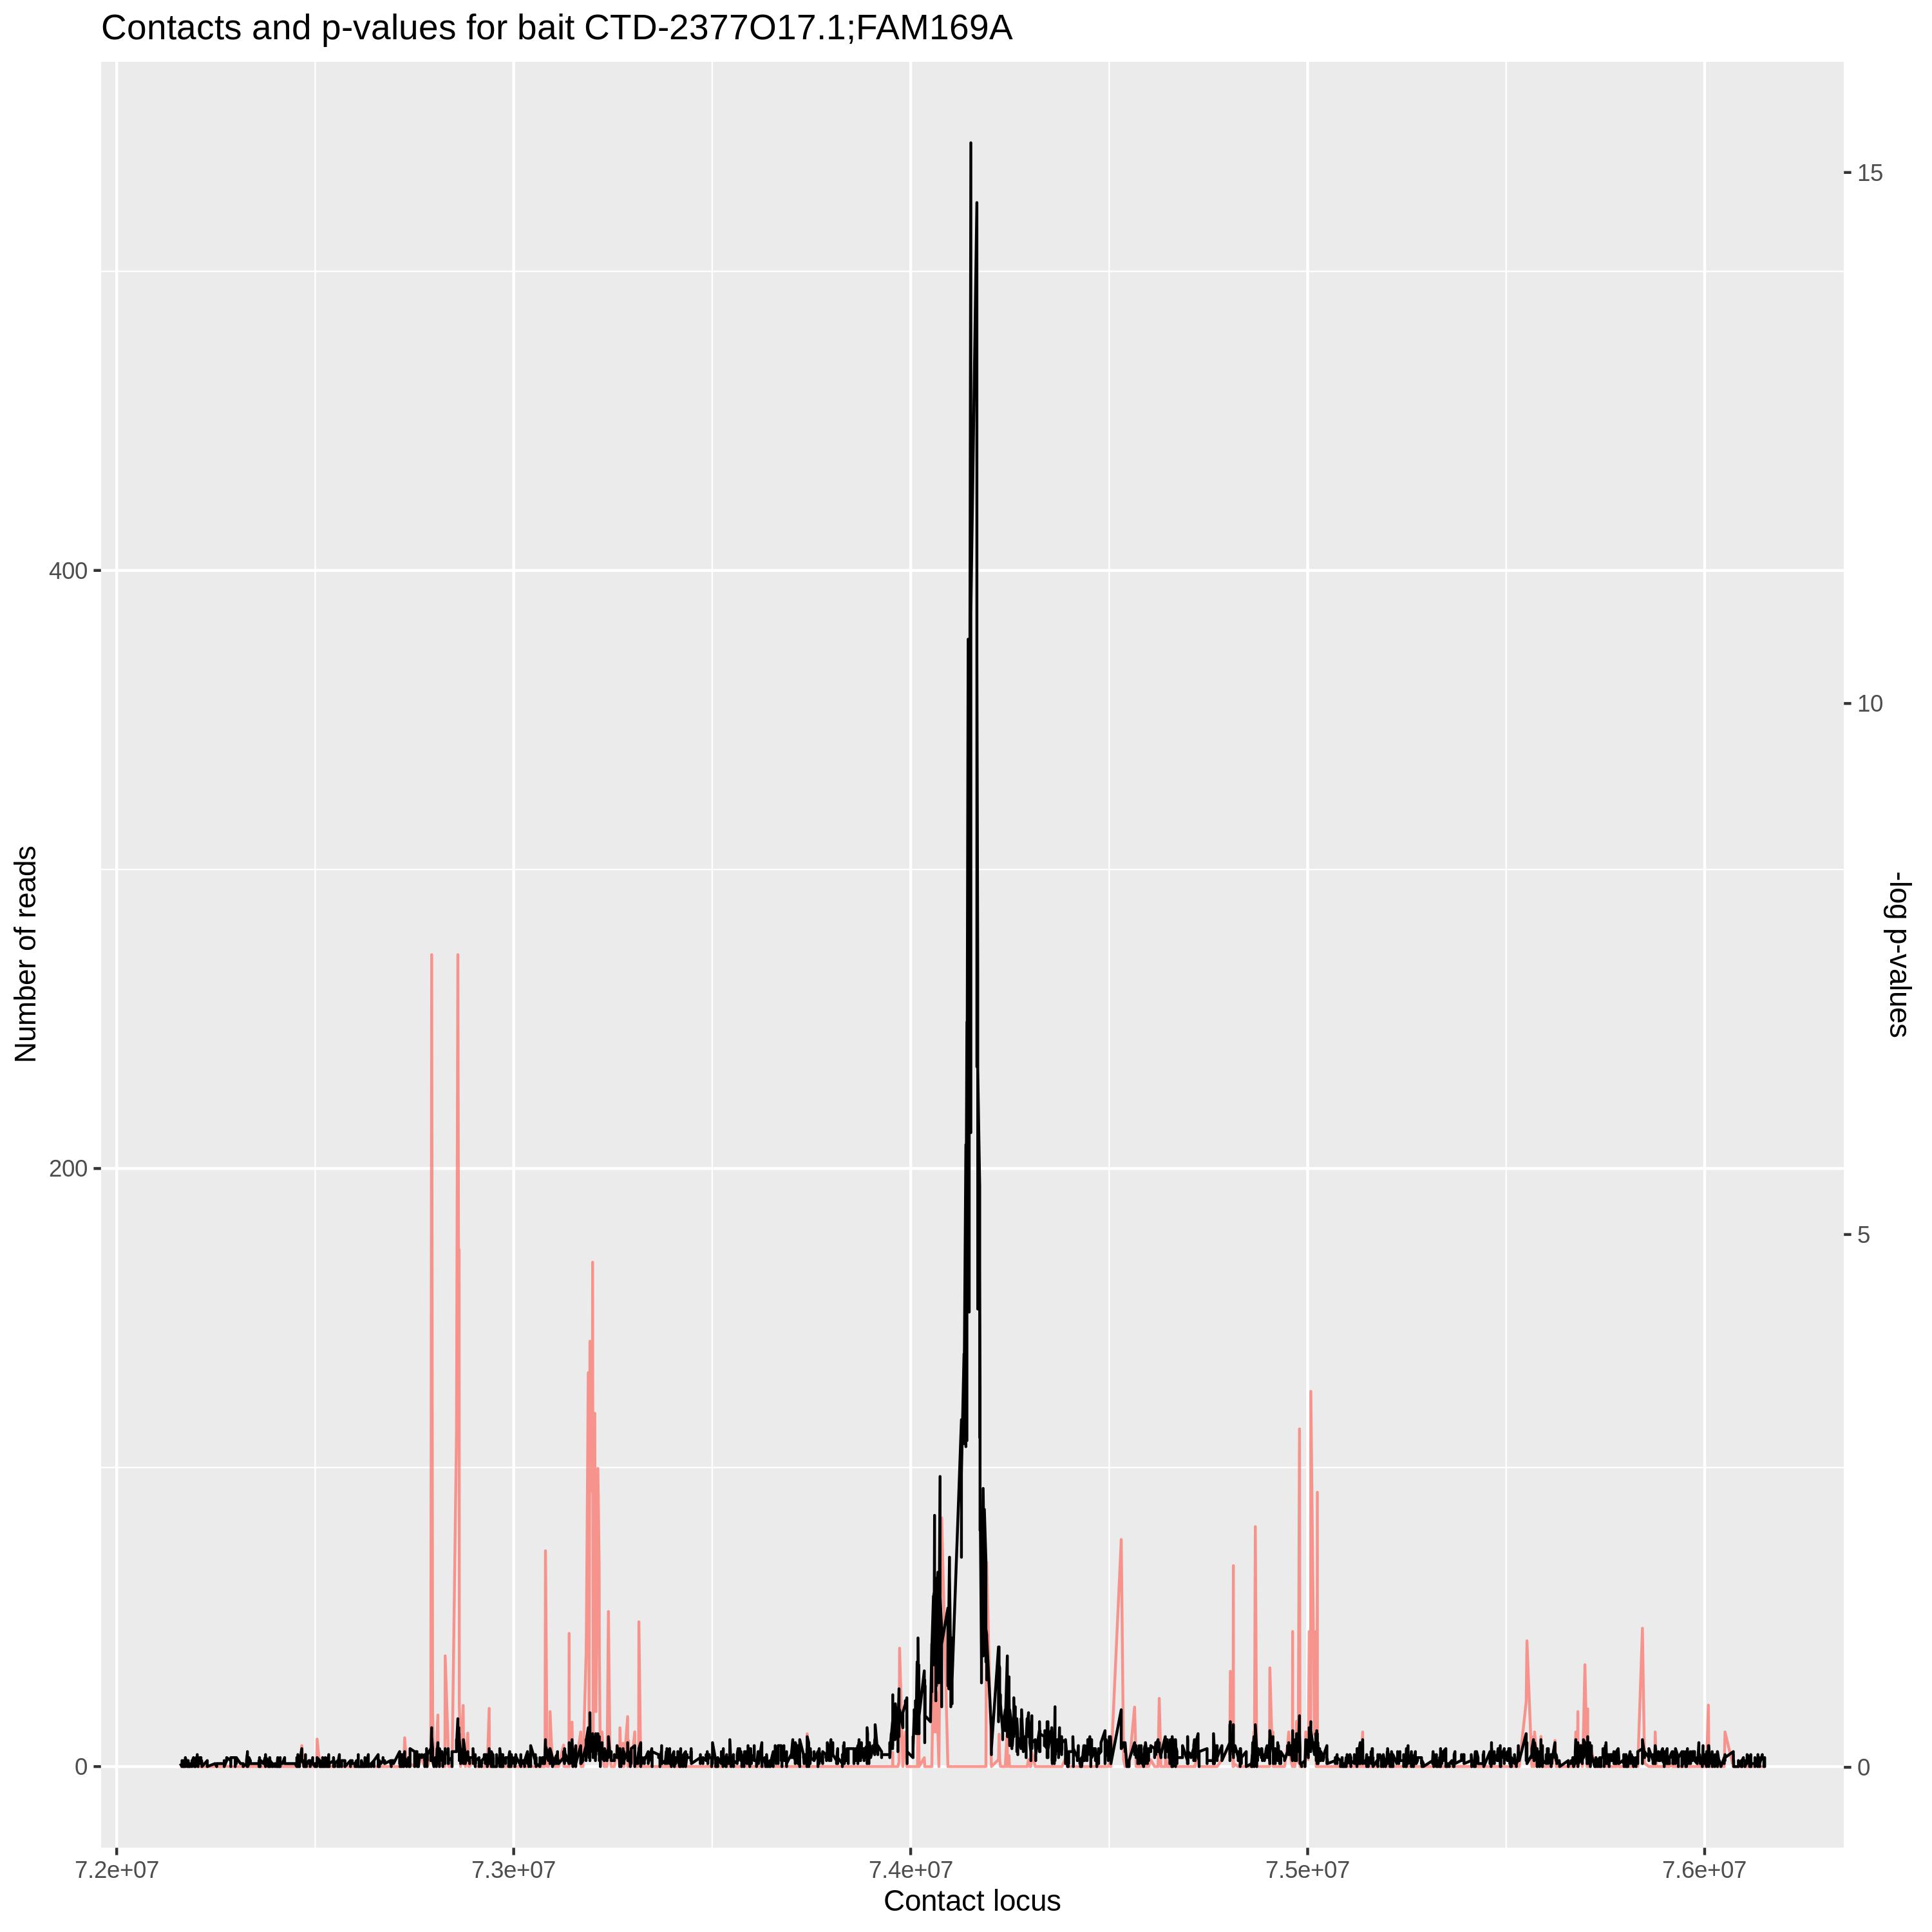 Contacts and p-values for bait CTD-2377O17.1;FAM169A
15
400
10
Number of reads
-log p-values
200
5
0
0
7.2e+07 7.3e+07 7.4e+07 7.5e+07 7.6e+07
Contact locus